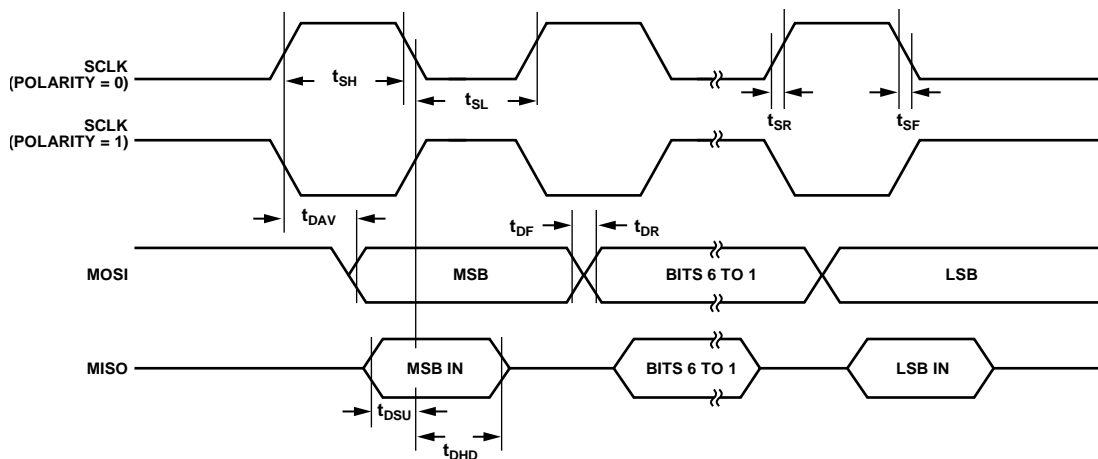 SCLK
(POLARITY = 0)
tSH
tSL
tSR
tSF
SCLK
(POLARITY = 1)
tDAV
tDF
tDR
MOSI
MSB
BITS 6 TO 1
LSB
MISO
MSB IN
BITS 6 TO 1
LSB IN
tDSU
tDHD